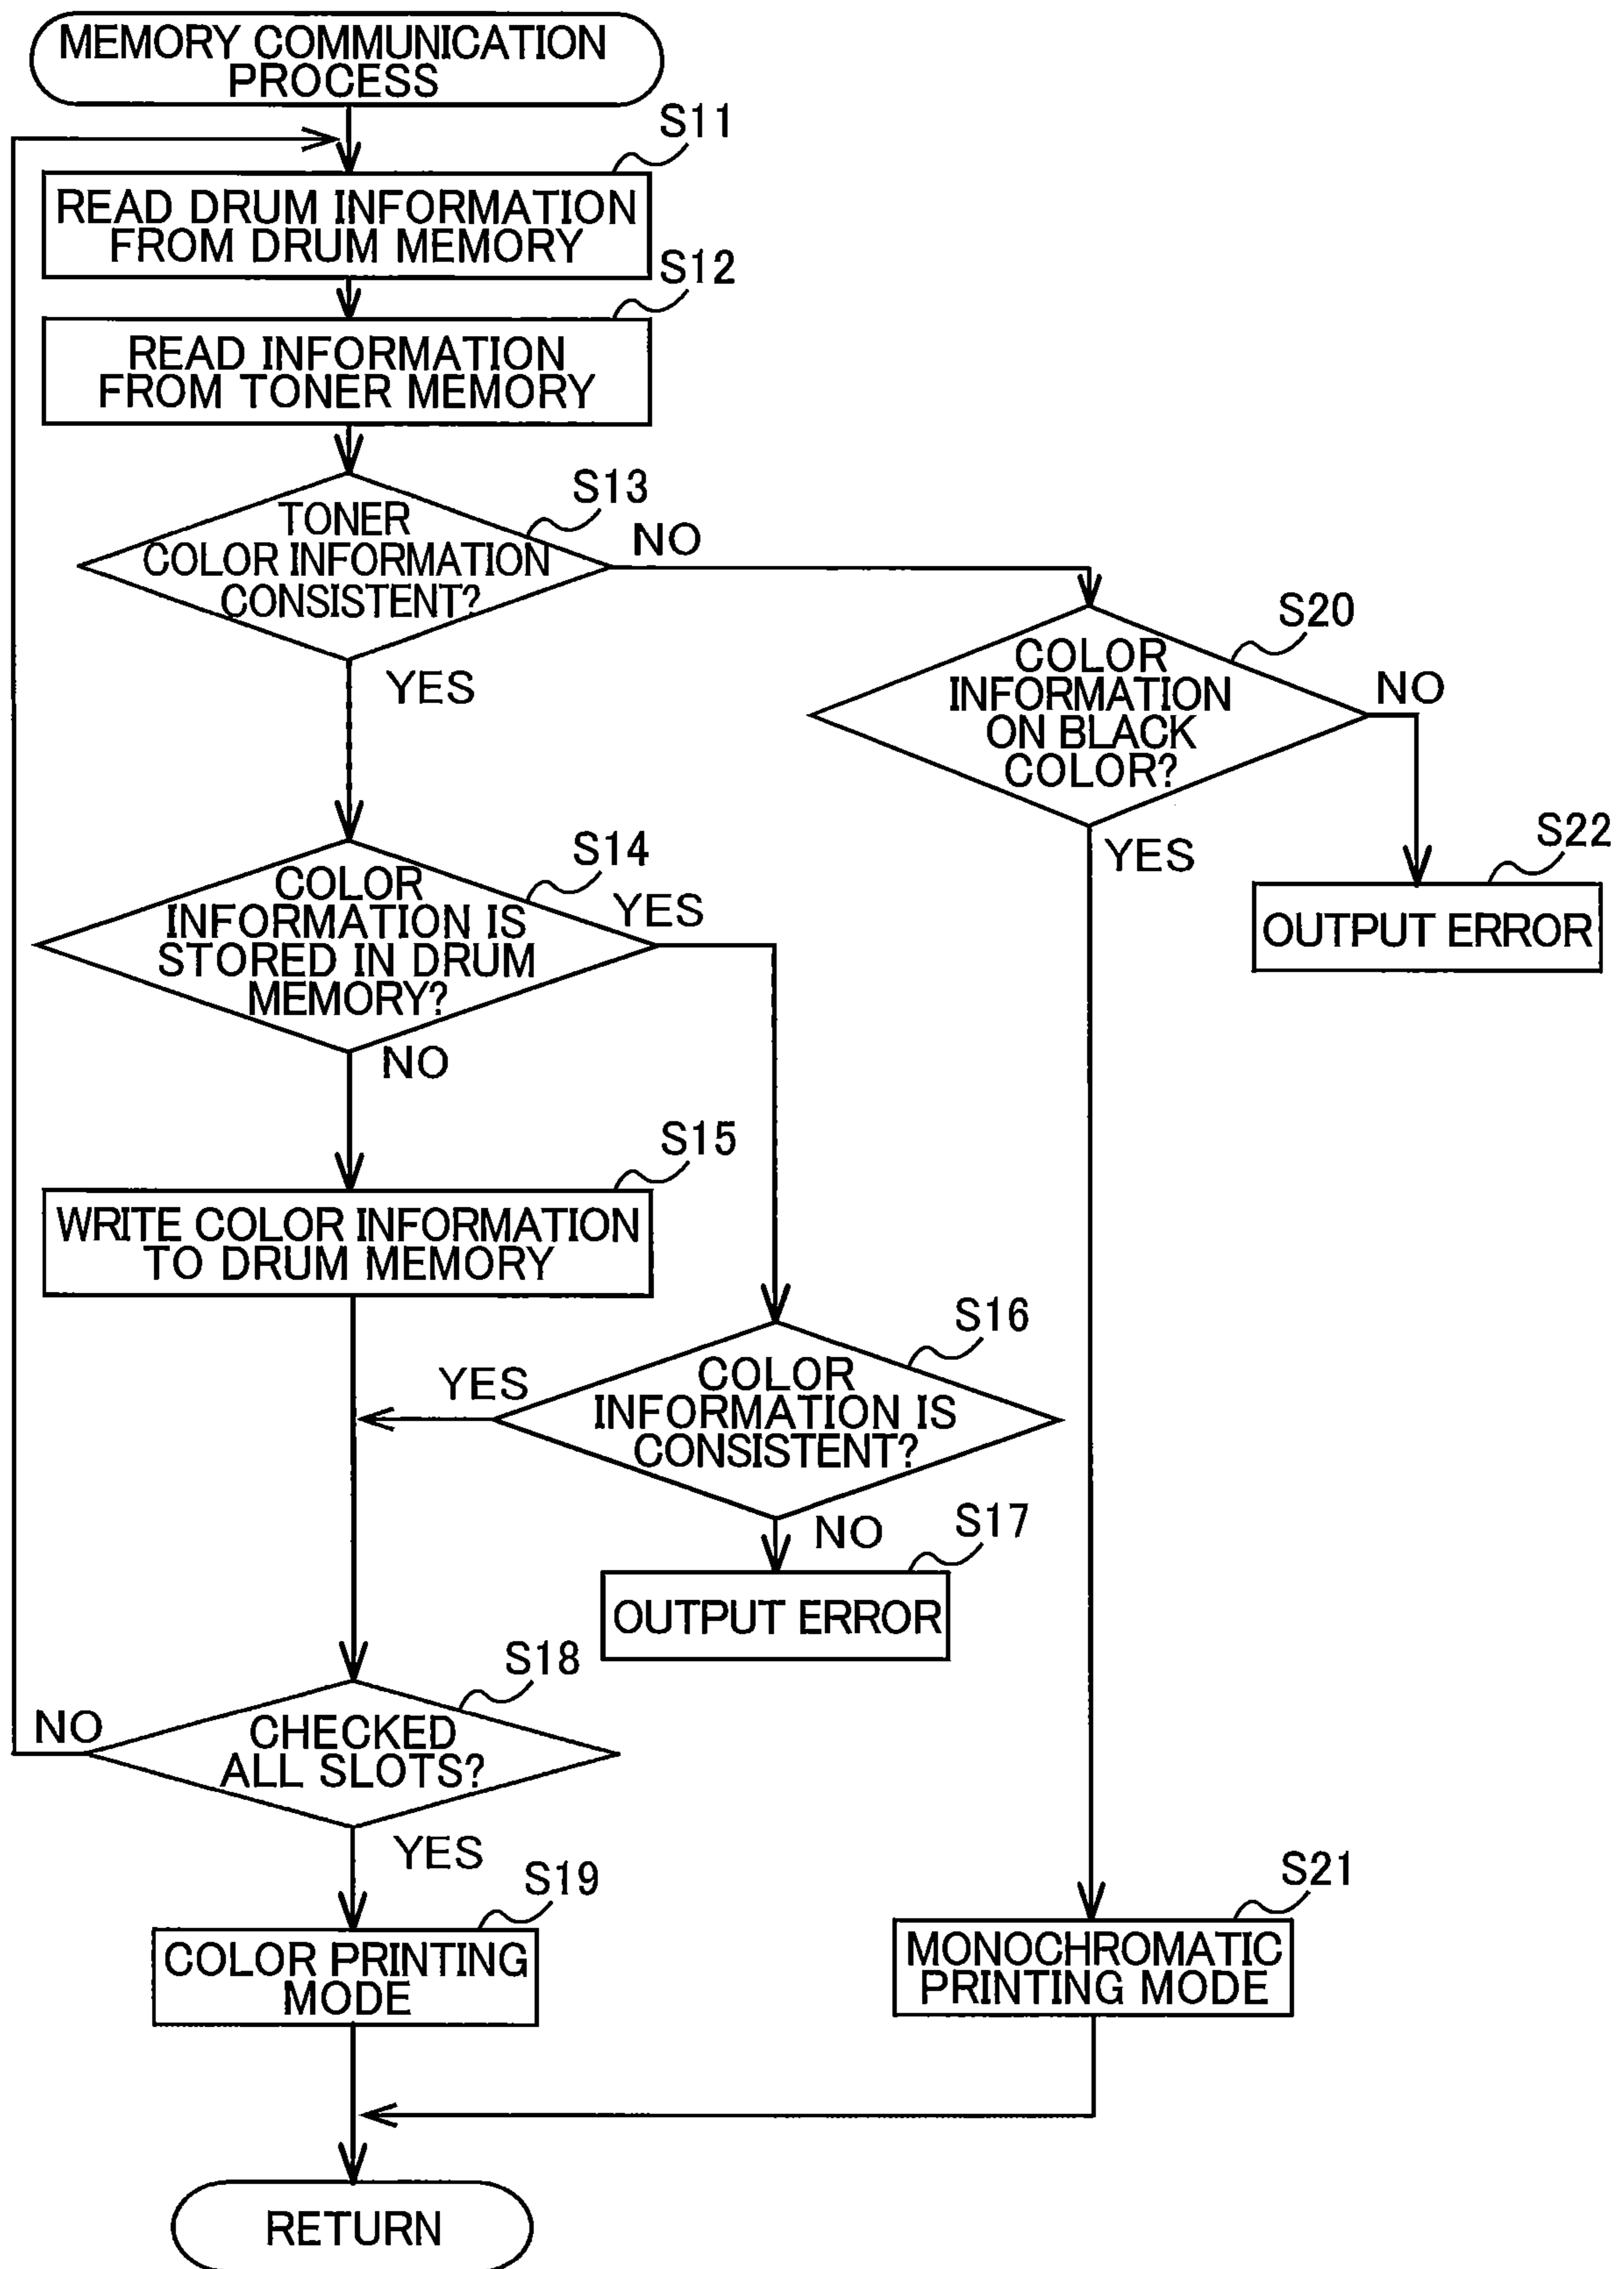 MEMORY COMMUNICATION
PROCESS
S11
READ DRUM INFORMATION
FROM DRUM MEMORY
S12
READ INFORMATION
FROM TONER MEMORY
S13
TONER
COLOR INFORMATION
CONSISTENT?
NO
YES
S20
COLOR
INFORMATION
ON BLACK
COLOR?
NO
YES
S22
OUTPUT ERROR
S14
COLOR
INFORMATION IS
STORED IN DRUM
MEMORY?
YES
NO
S15
WRITE COLOR INFORMATION
TO DRUM MEMORY
S16
COLOR
INFORMATION IS
CONSISTENT?
YES
NO
S17
OUTPUT ERROR
S18
CHECKED
ALL SLOTS?
NO
YES
S19
COLOR PRINTING
MODE
S21
MONOCHROMATIC
PRINTING MODE
RETURN